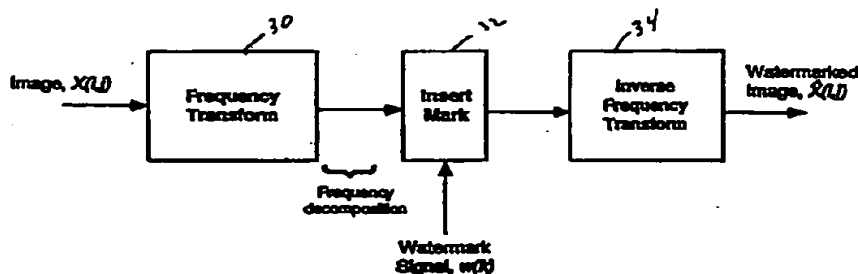 30
32
34
Image, X(i,j)
Frequency
Transform
Insert
Mark
Inverse
Frequency
Transform
Watermarked
Image, X̂(i,j)
Frequency
decomposition
Watermark
Signal, w(k)